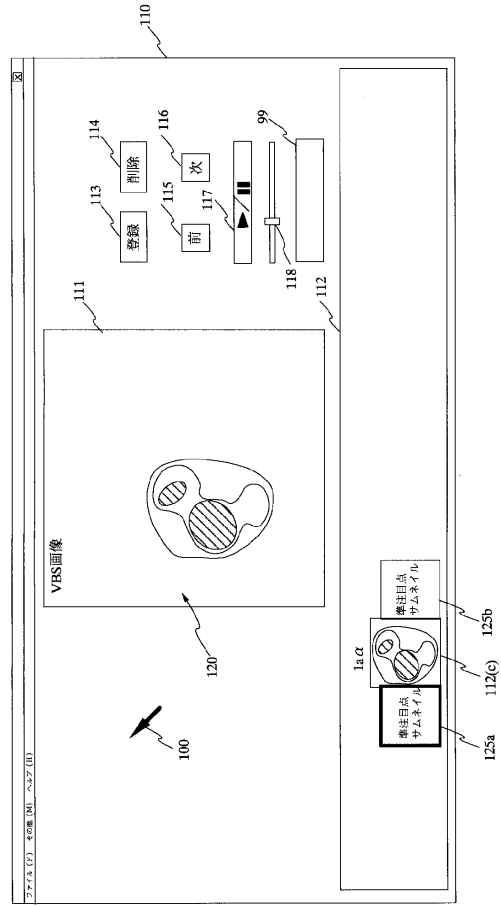 110
ファイル (F) その他 (M) ヘルプ (H)
113
114
登録
削除
115
116
前
次
117
118
99
111
VBS画像
120
100
112
1aα
準注目点
サムネイル
準注目点
サムネイル
125a
112(c)
125b